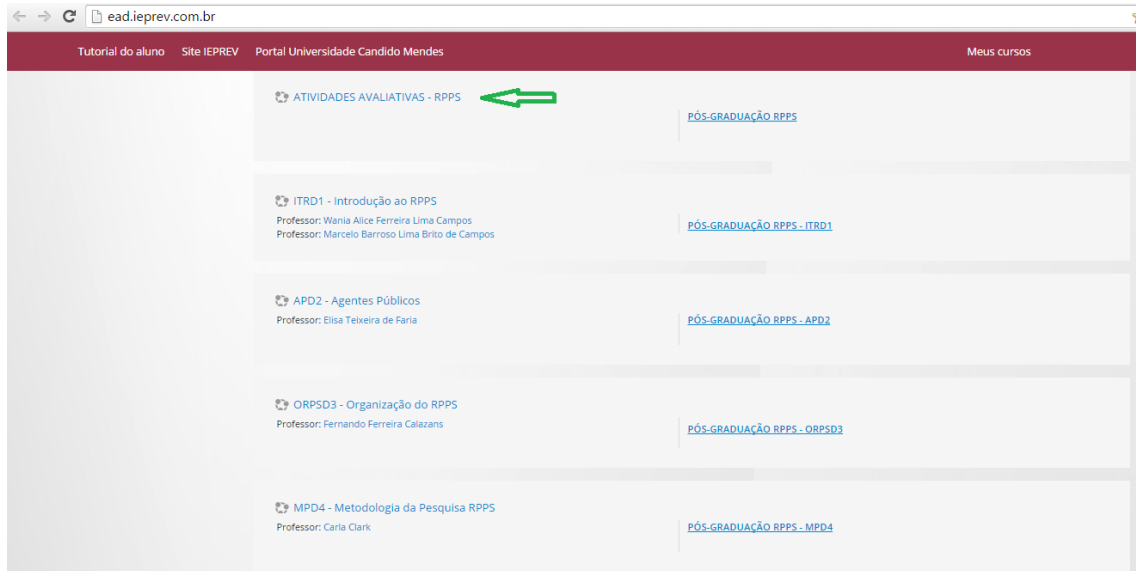 ead.ieprev.com.br
Tutorial do aluno Site IEPREV Portal Universidade Candido Mendes Meus cursos
ATIVIDADES AVALIATIVAS - RPPS
PÓS-GRADUAÇÃO RPPS
ITRD1 - Introdução ao RPPS
Professor: Wania Alice Ferreira Lima Campos
Professor: Marcelo Barroso Lima Brito de Campos
PÓS-GRADUAÇÃO RPPS - ITRD1
APD2 - Agentes Públicos
Professor: Elisa Teixeira de Faria
PÓS-GRADUAÇÃO RPPS - APD2
ORPSD3 - Organização do RPPS
Professor: Fernando Ferreira Calazans
PÓS-GRADUAÇÃO RPPS - ORPSD3
MPD4 - Metodologia da Pesquisa RPPS
Professor: Carla Clark
PÓS-GRADUAÇÃO RPPS - MPD4